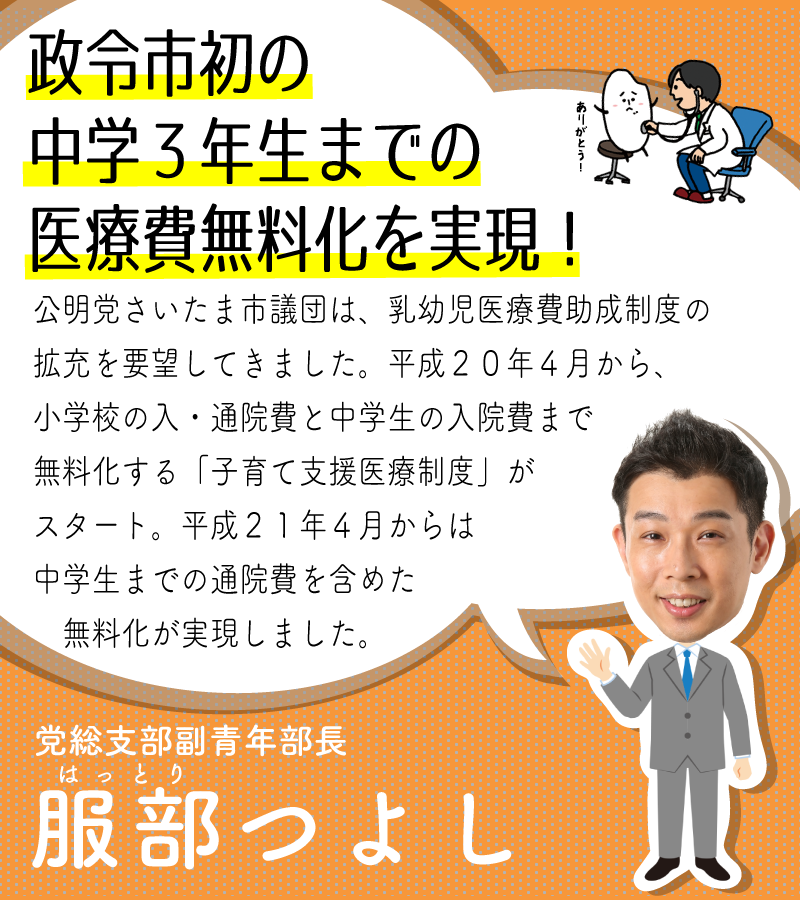 政令市初の
中学３年生までの
医療費無料化を実現！
ありがとう！
公明党さいたま市議団は、乳幼児医療費助成制度の
拡充を要望してきました。平成２０年４月から、
小学校の入・通院費と中学生の入院費まで
無料化する「子育て支援医療制度」が
スタート。平成２１年４月からは
中学生までの通院費を含めた
無料化が実現しました。
党総支部副青年部長
はっとり
服部つよし